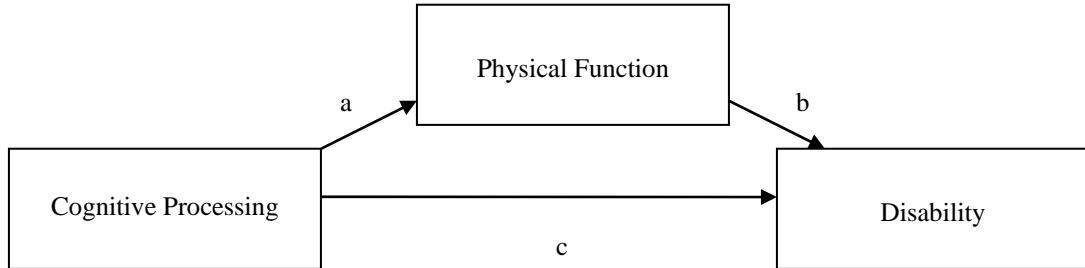 Physical Function
a
b
Cognitive Processing
Disability
c